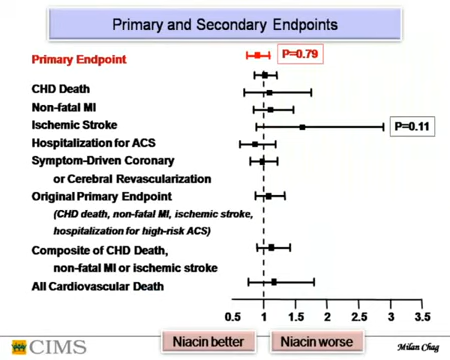 Primary and Secondary Endpoints
Primary Endpoint
P=0.79
CHD Death
Non-fatal MI
Ischemic Stroke
P=0.11
Hospitalization for ACS
Symptom-Driven Coronary
or Cerebral Revascularization
Original Primary Endpoint
(CHD death, non-fatal MI, ischemic stroke,
hospitalization for high-risk ACS)
Composite of CHD Death,
non-fatal MI or ischemic stroke
All Cardiovascular Death
0.5 1 1.5 2 2.5 3 3.5
Niacin better Niacin worse
CIMS
Milan Chag